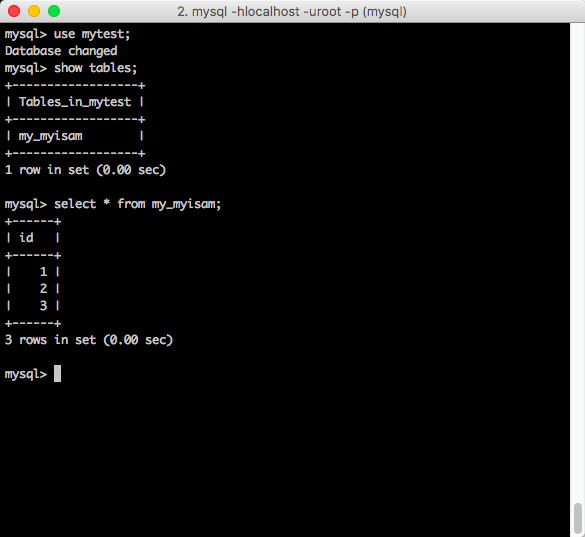 2. mysql -hlocalhost -uroot -p (mysql)
mysql> use mytest;
Database changed
mysql> show tables;
+------------------+
| Tables_in_mytest |
+------------------+
| my_myisam        |
+------------------+
1 row in set (0.00 sec)

mysql> select * from my_myisam;
+------+
| id   |
+------+
|    1 |
|    2 |
|    3 |
+------+
3 rows in set (0.00 sec)

mysql>